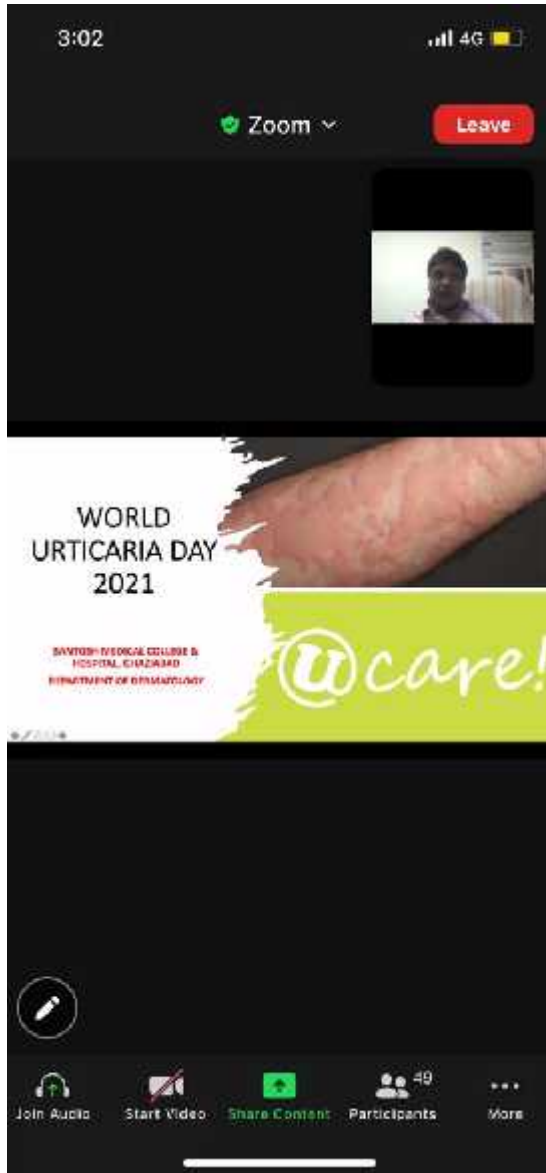 3:02
4G
Zoom
Leave
WORLD
URTICARIA DAY
2021
SANTOSH MEDICAL COLLEGE &
HOSPITAL, GHAZIABAD
DEPARTMENT OF DERMATOLOGY
@ucare!
49
Join Audio
Start Video
Share Content
Participants
More